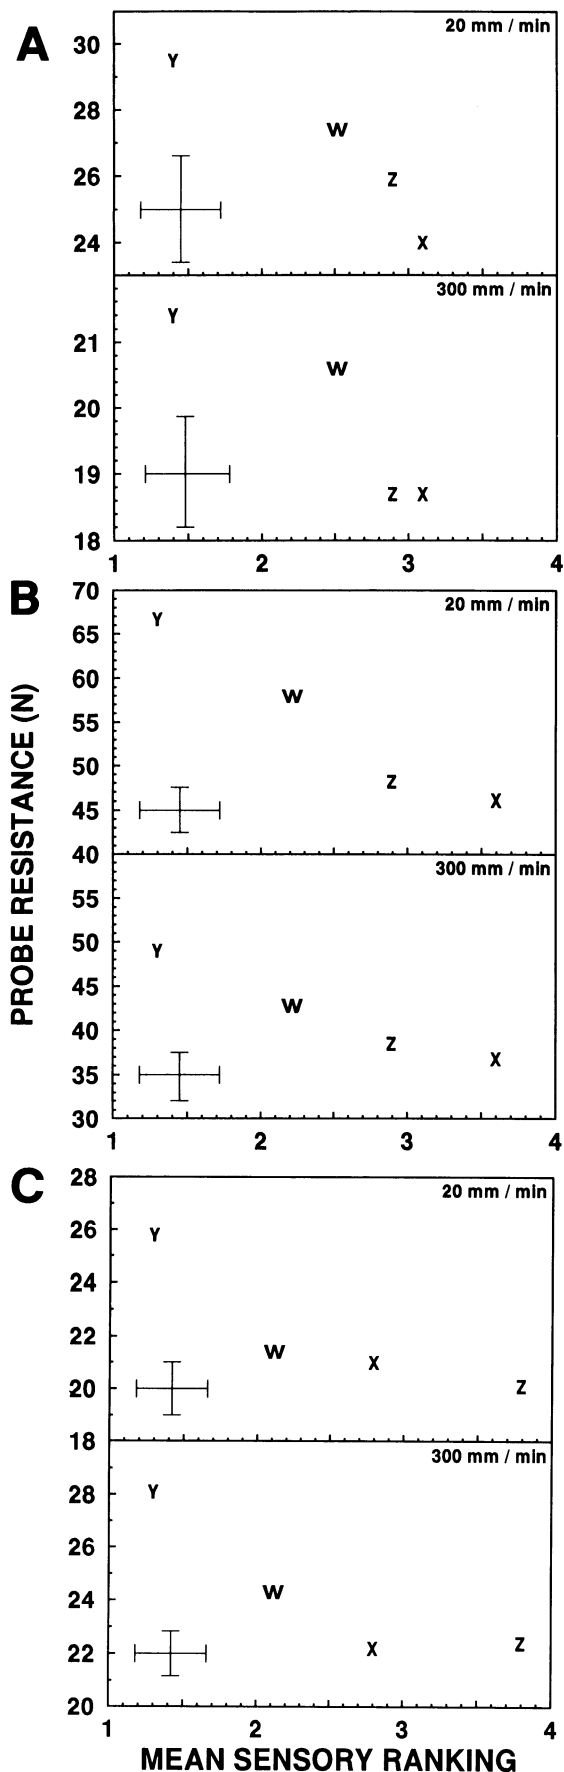 A
20 mm / min
30
Y
28
W
26
Z
24
X
300 mm / min
Y
21
W
20
19
Z X
18
1 2 3 4
B
70
20 mm / min
Y
65
60
W
55
50
Z
X
45
40
300 mm / min
55
50
Y
45
W
40
Z
X
35
30
1 2 3 4
PROBE RESISTANCE (N)
C
28
20 mm / min
26
Y
24
22
W
X
20
Z
18
300 mm / min
28
Y
26
24
W
22
X
Z
20
1 2 3 4
MEAN SENSORY RANKING